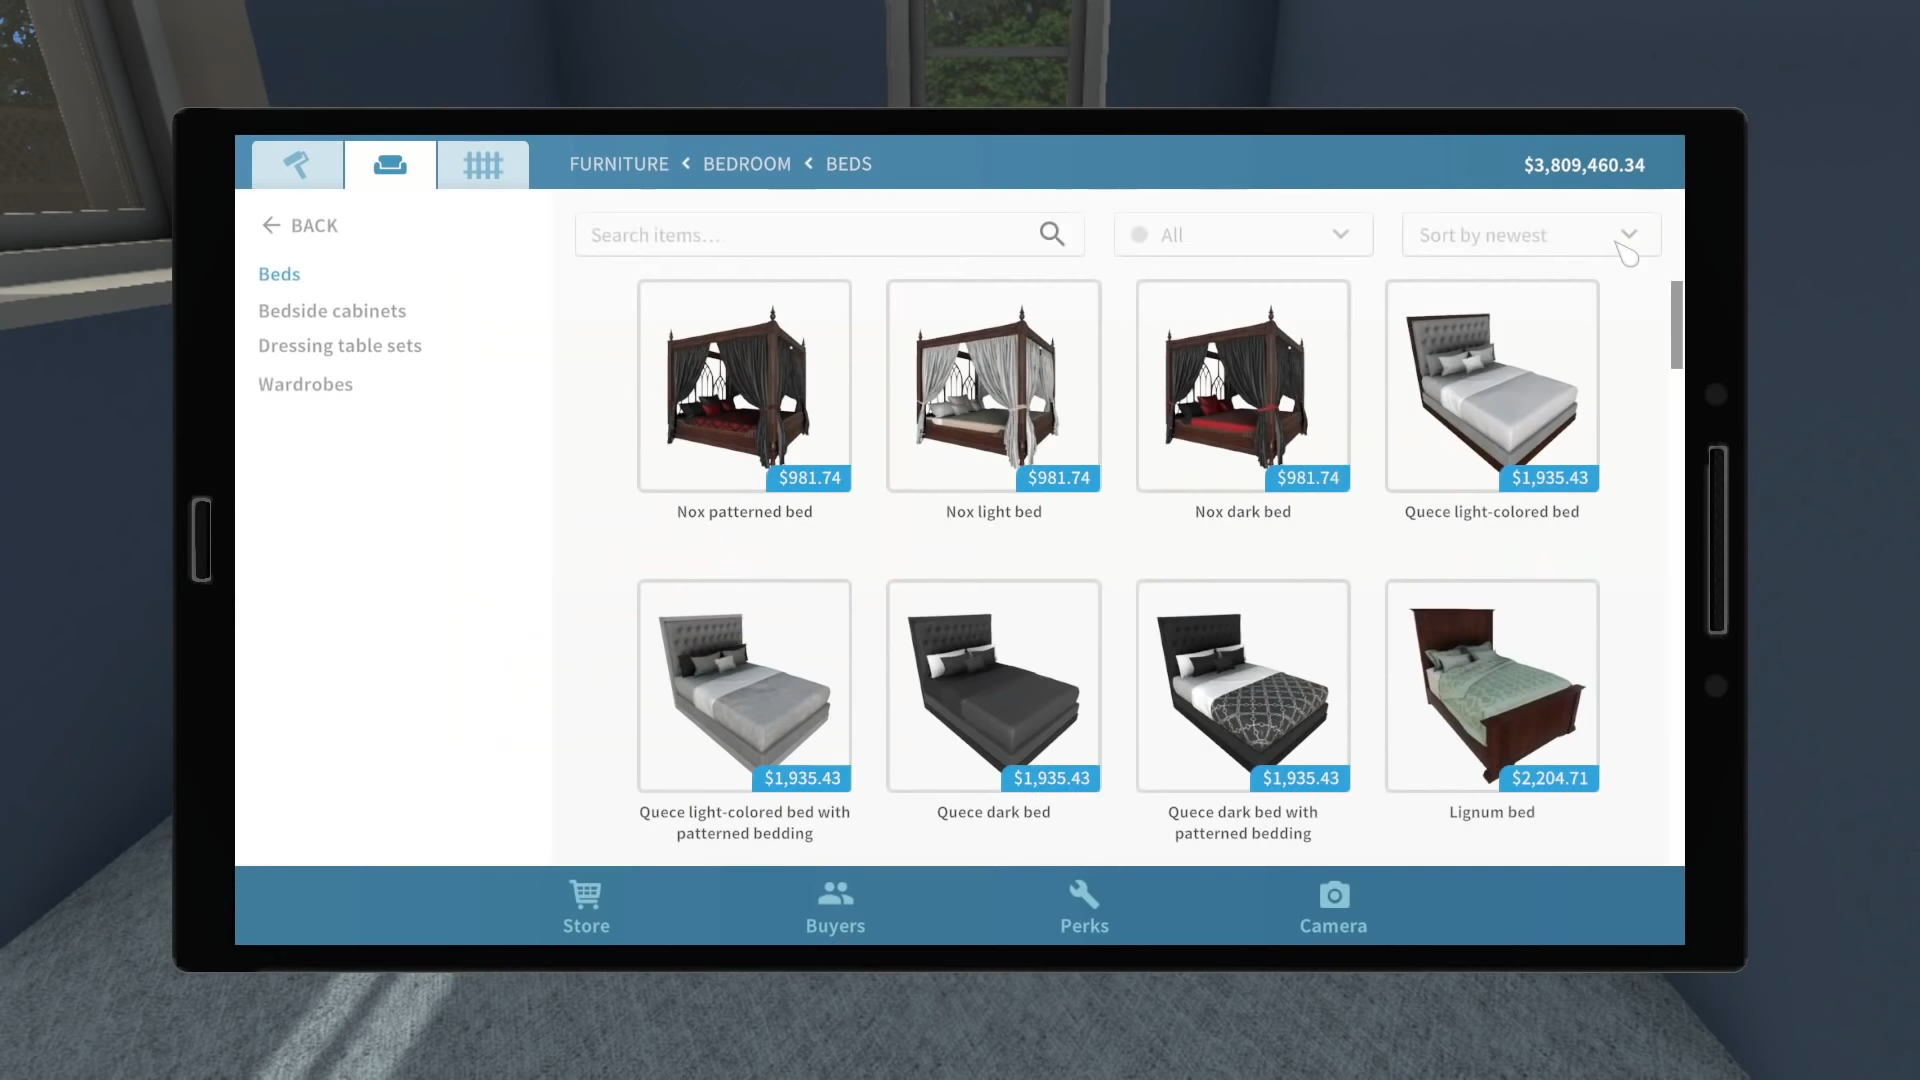 FURNITURE < BEDROOM < BEDS
$3,809,460.34
BACK
Search items...
All
Sort by newest
Beds
Bedside cabinets
Dressing table sets
Wardrobes
$981.74
$981.74
$981.74
$1,935.43
Nox patterned bed
Nox light bed
Nox dark bed
Quece light-colored bed
$1,935.43
$1,935.43
$1,935.43
$2,204.71
Quece light-colored bed with
patterned bedding
Quece dark bed
Quece dark bed with
patterned bedding
Lignum bed
Store
Buyers
Perks
Camera